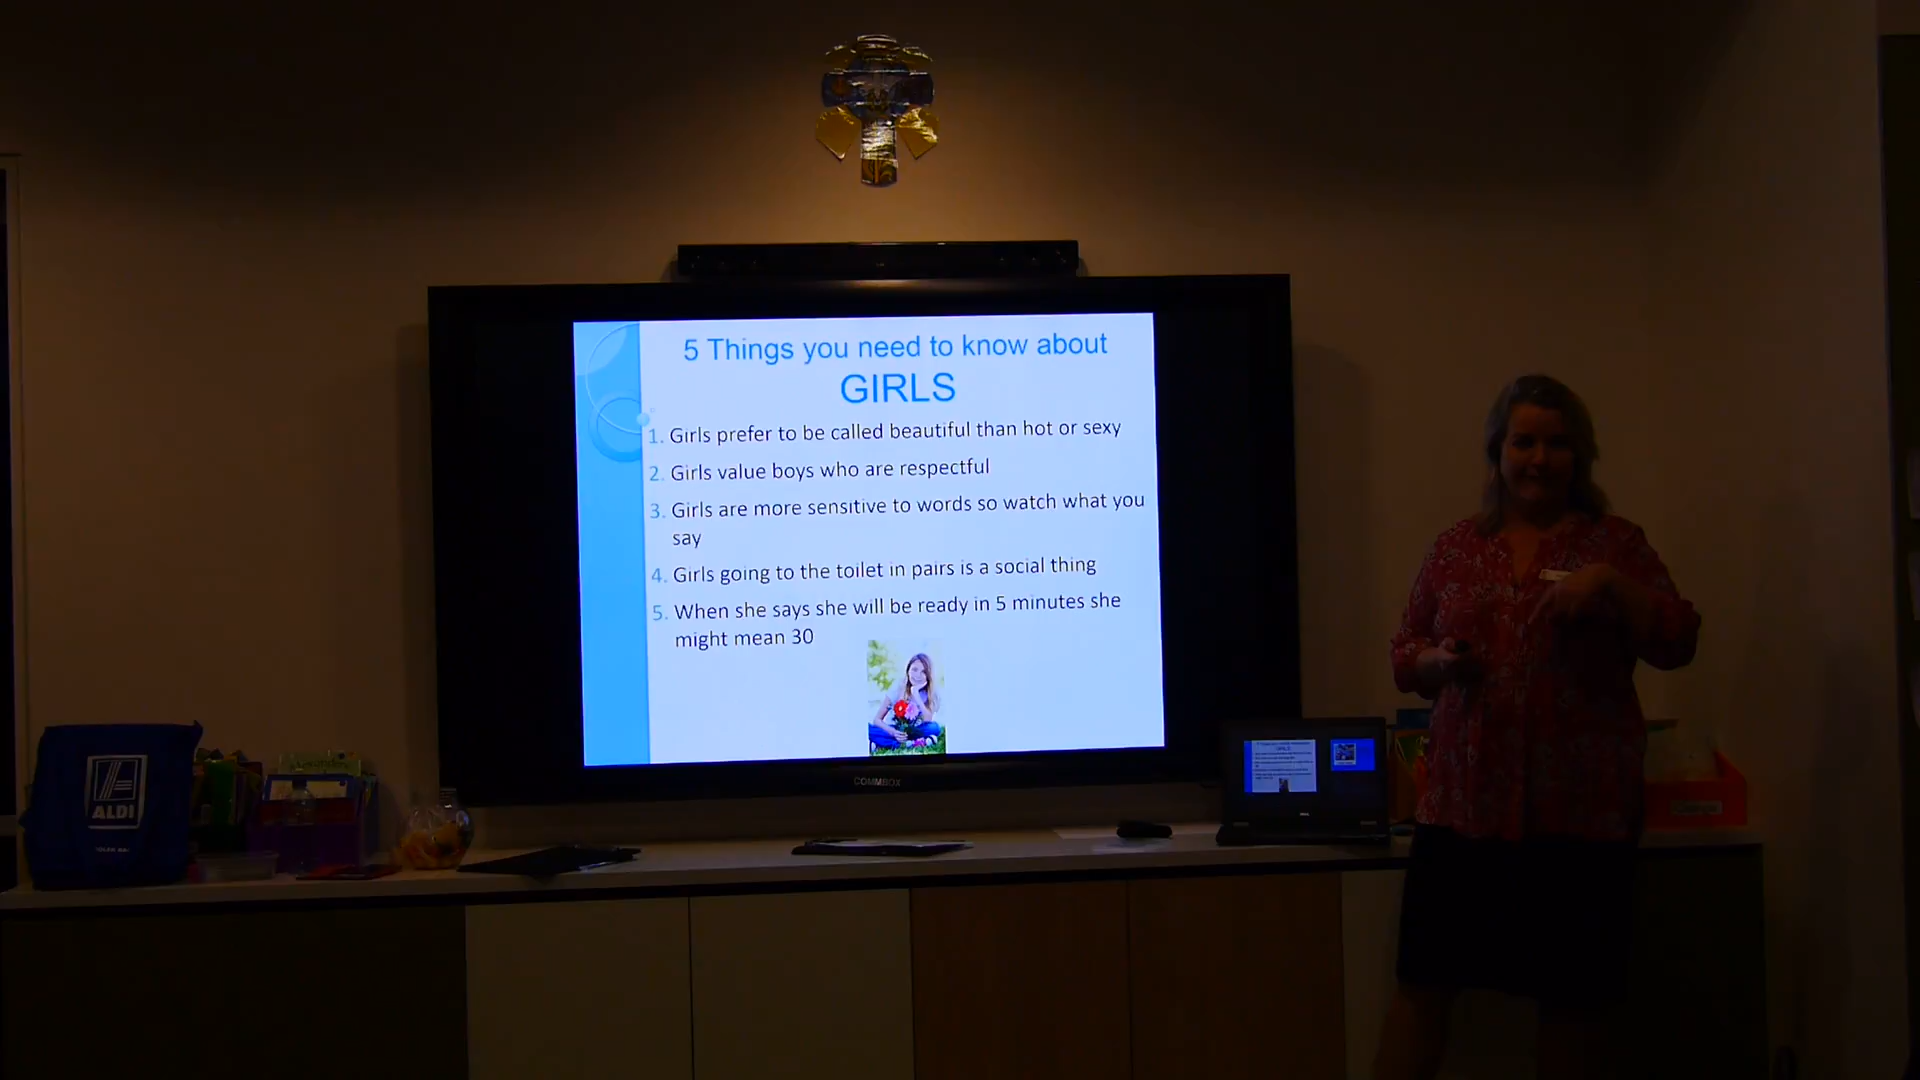 5 Things you need to know about
GIRLS
1. Girls prefer to be called beautiful than hot or sexy
2. Girls value boys who are respectful
3. Girls are more sensitive to words so watch what you
say
4. Girls going to the toilet in pairs is a social thing
5. When she says she will be ready in 5 minutes she
might mean 30
COMMBOX
ALDI